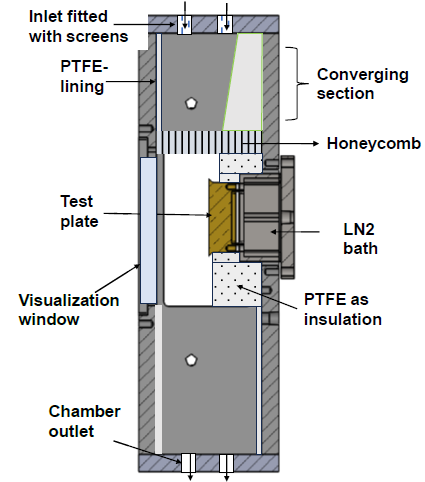 Inlet fitted
with screens
PTFE-
lining
Converging
section
Honeycomb
Test
plate
LN2
bath
Visualization
window
PTFE as
insulation
Chamber
outlet